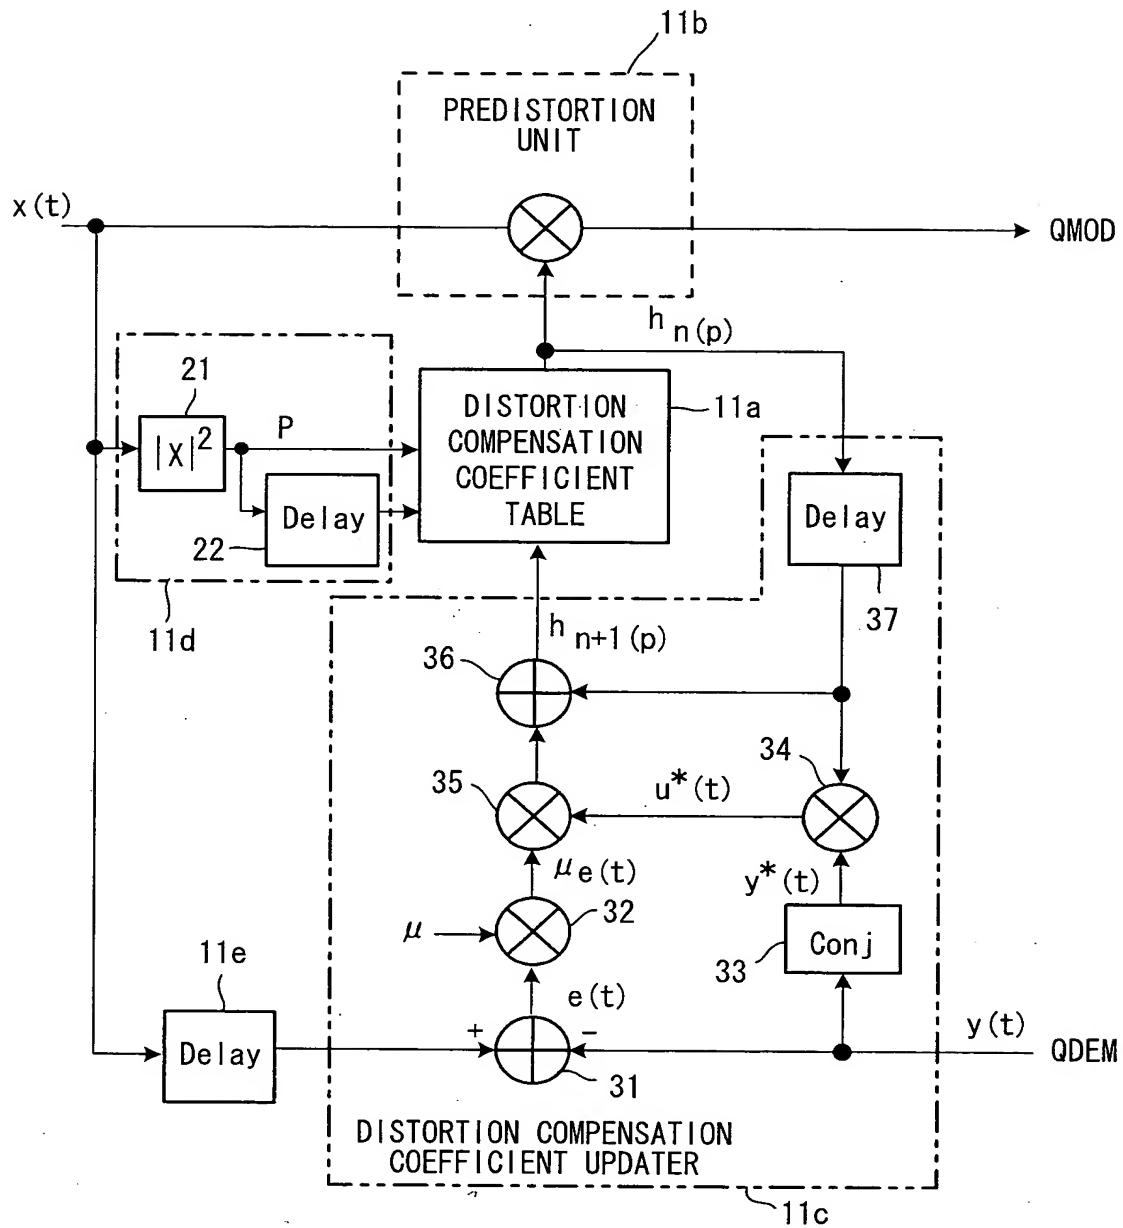 11b
PREDISTORTION
UNIT
x(t)
QMOD
h n(p)
21
|X|2
P
DISTORTION
COMPENSATION
COEFFICIENT
TABLE
11a
Delay
22
11d
Delay
37
h n+1(p)
36
35
u*(t)
34
μe(t)
y*(t)
μ
32
Conj
33
11e
e(t)
Delay
+
-
31
y(t)
QDEM
DISTORTION COMPENSATION
COEFFICIENT UPDATER
11c